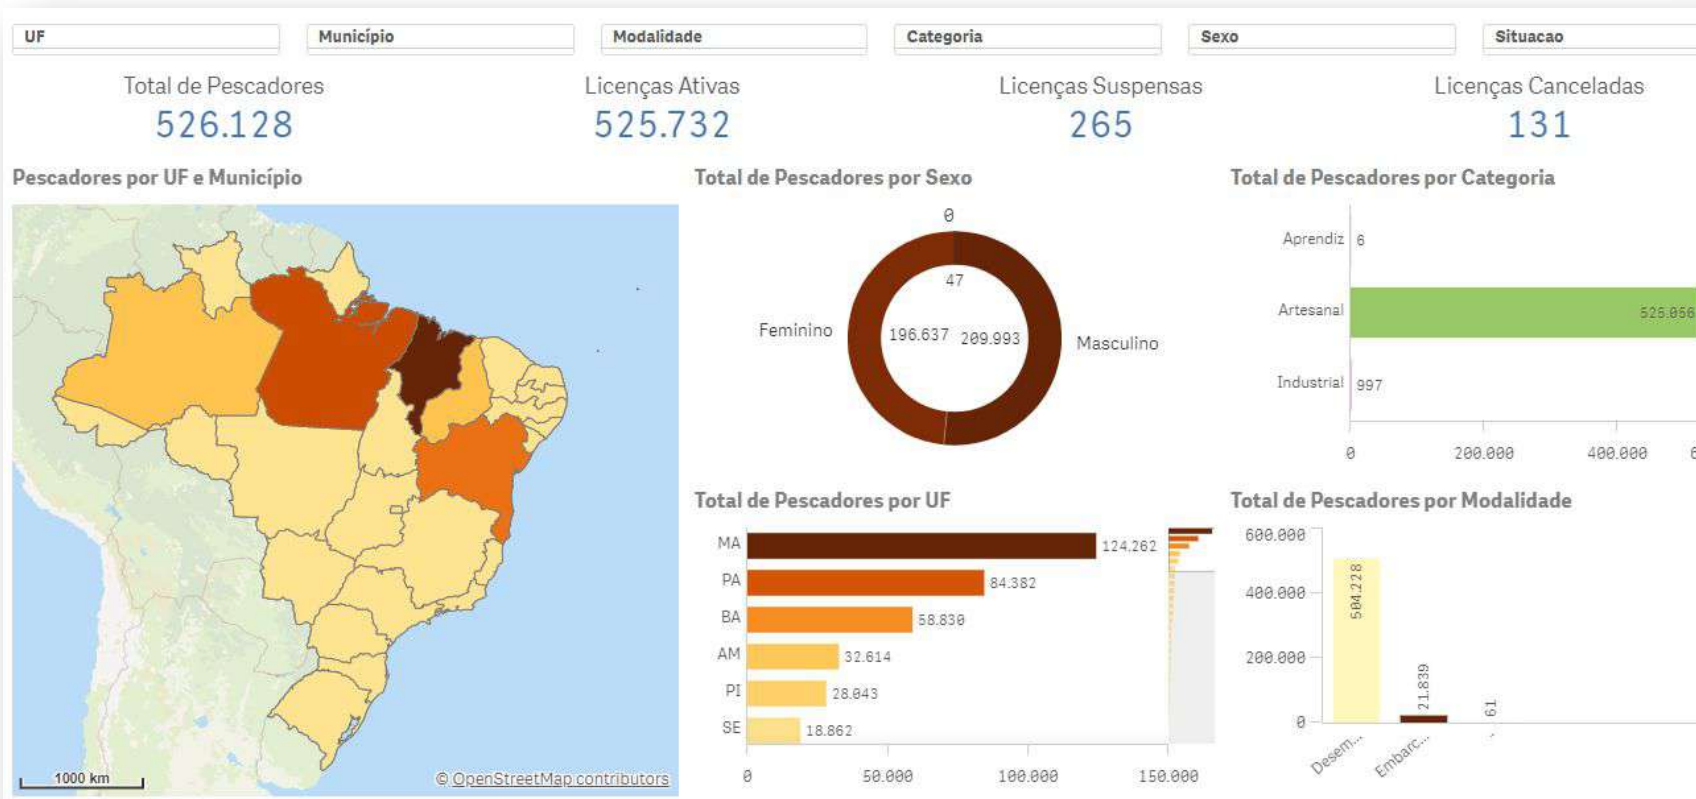 UF
Município
Modalidade
Categoria
Sexo
Situacao
Total de Pescadores
526.128
Licenças Ativas
525.732
Licenças Suspensas
265
Licenças Canceladas
131
Pescadores por UF e Município
1000 km
© OpenStreetMap contributors
Total de Pescadores por Sexo
0
47
Feminino
196.637
209.993
Masculino
Total de Pescadores por Categoria
Aprendiz
6
Artesanal
525.056
Industrial
997
0
200.000
400.000
Total de Pescadores por UF
MA
124.262
PA
84.382
BA
58.830
AM
32.614
PI
28.043
SE
18.862
0
50.000
100.000
150.000
Total de Pescadores por Modalidade
600.000
400.000
200.000
0
504.228
21.839
61
Desem...
Embarc...
-